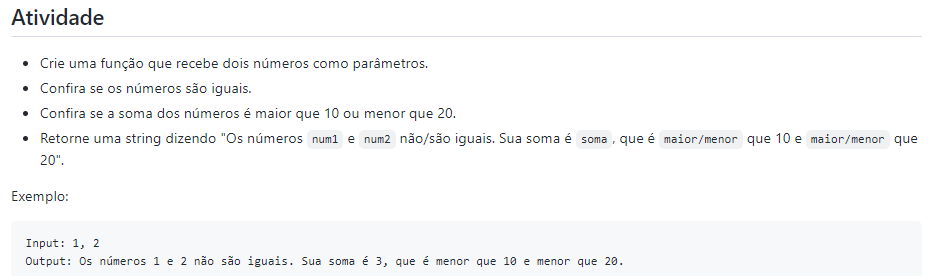 Atividade
Crie uma função que recebe dois números como parâmetros.
Confira se os números são iguais.
Confira se a soma dos números é maior que 10 ou menor que 20.
Retorne uma string dizendo "Os números num1 e num2 não/são iguais. Sua soma é soma, que é maior/menor que 10 e maior/menor que
20".
Exemplo:
Input: 1, 2
Output: Os números 1 e 2 não são iguais. Sua soma é 3, que é menor que 10 e menor que 20.